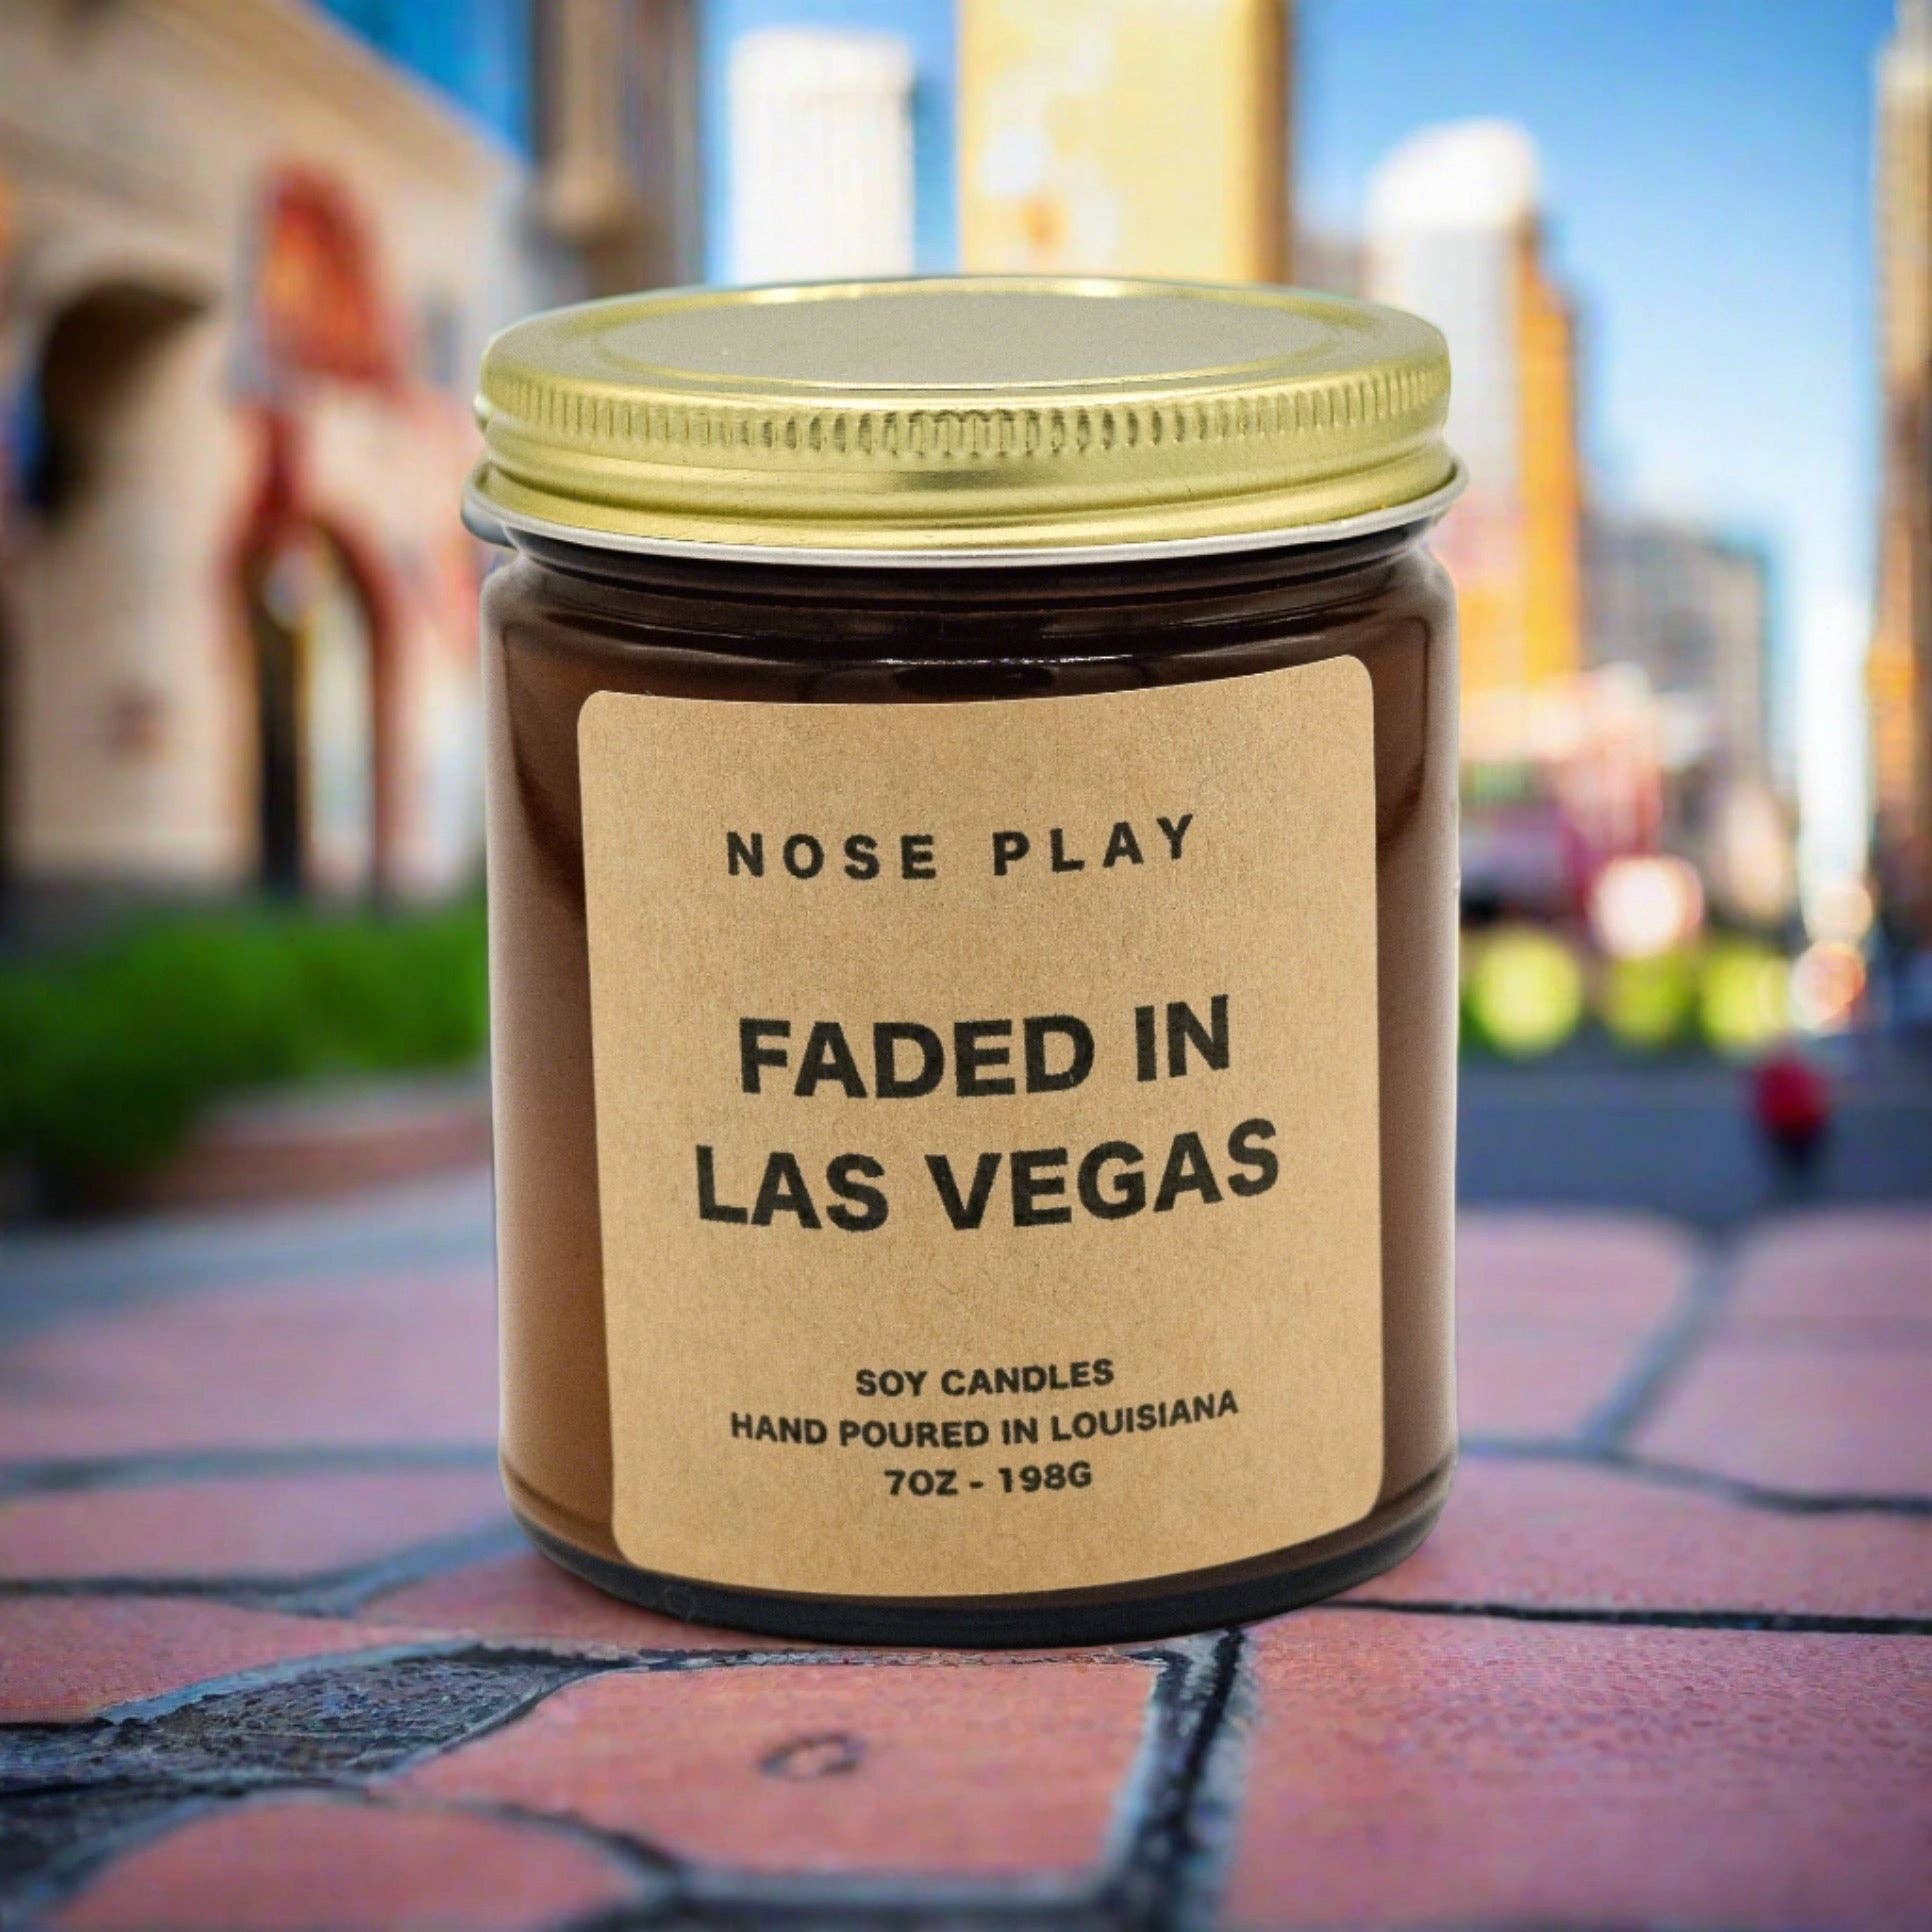 NOSE PLAY
FADED IN
LAS VEGAS
SOY CANDLES
HAND POURED IN LOUISIANA
7OZ - 198G